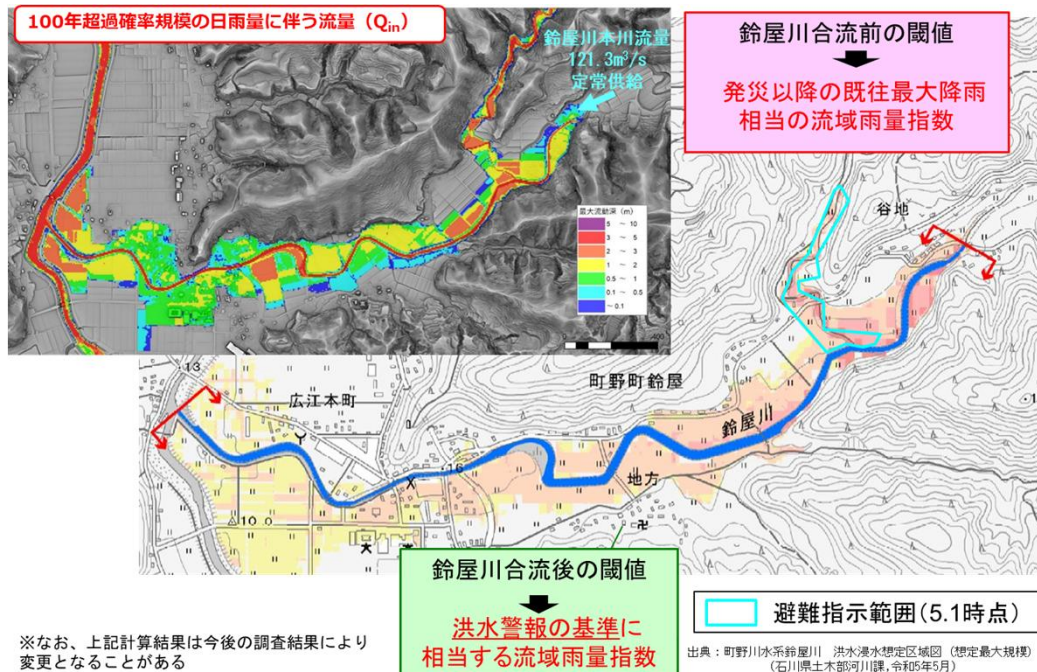 100年超過確率規模の日雨量に伴う流量（Qin）
鈴屋川本川流量
121.3m³/s
定常供給
最大流動深（m）
5 ～ 10
3 ～ 5
2 ～ 3
1 ～ 2
0.5 ～ 1
0.1 ～ 0.5
～0.1
400
鈴屋川合流前の閾値
発災以降の既往最大降雨
相当の流域雨量指数
谷地
町野町鈴屋
広江本町
鈴屋川
地方
・13
・16
△10.0
鈴屋川合流後の閾値
洪水警報の基準に
相当する流域雨量指数
避難指示範囲(5.1時点)
※なお、上記計算結果は今後の調査結果により
変更となることがある
出典：町野川水系鈴屋川　洪水浸水想定区域図（想定最大規模）
（石川県土木部河川課,令和5年5月）